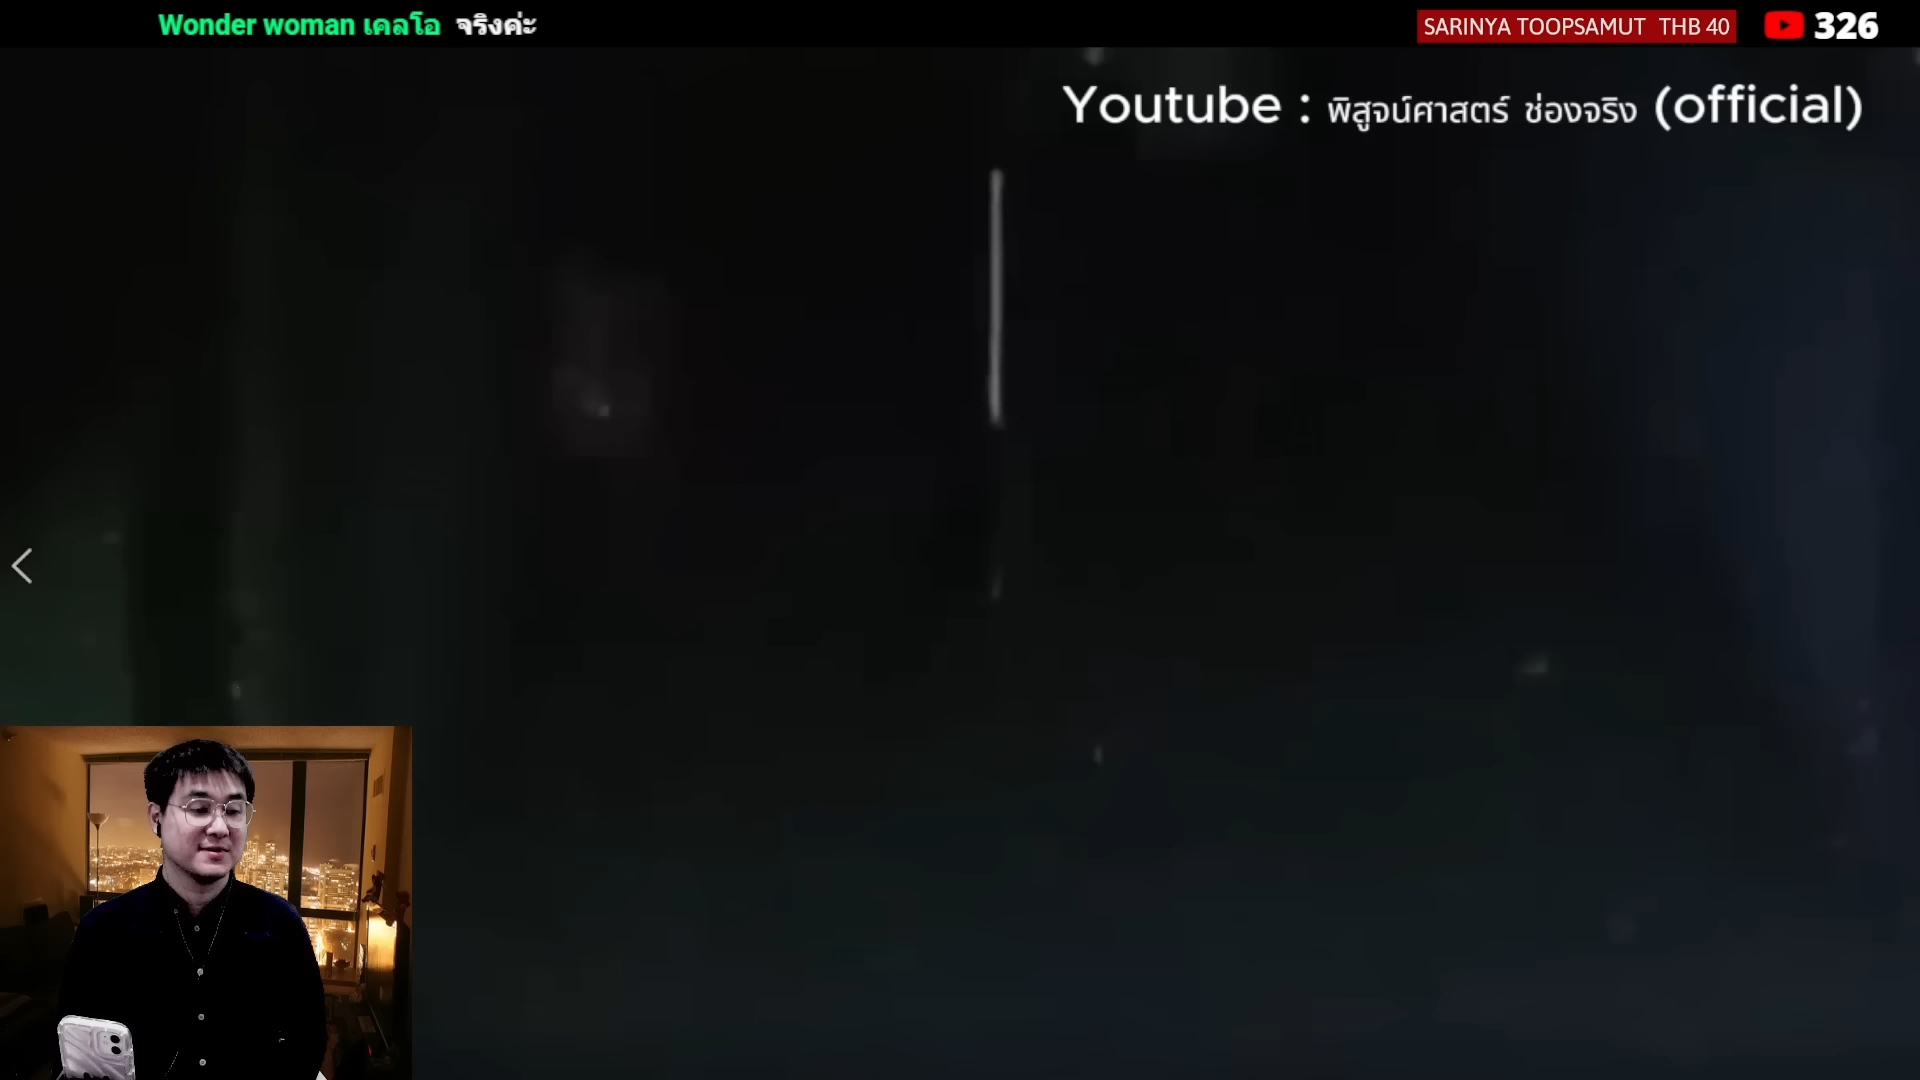 Wonder woman เคลโอ จริงค่ะ
SARINYA TOOPSAMUT THB 40
326
Youtube : พิสูจน์ศาสตร์ ช่องจริง (official)